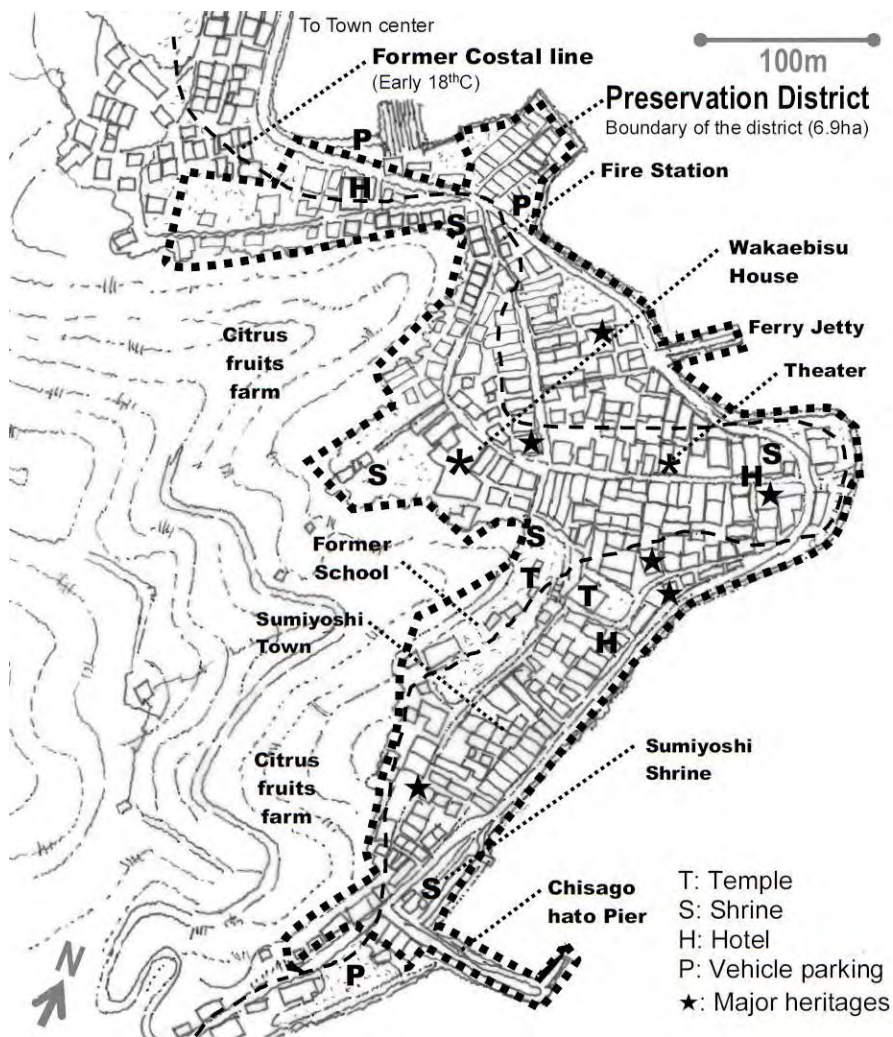 To Town center
Former Costal line
(Early 18thC)
100m
Preservation District
Boundary of the district (6.9ha)
P
H
P
Fire Station
S
Wakaebisu
House
Ferry Jetty
Theater
Citrus
fruits
farm
S
S
H
S
T
T
Former
School
Sumiyoshi
Town
H
Citrus
fruits
farm
Sumiyoshi
Shrine
S
Chisago
hato Pier
P
N
T: Temple
S: Shrine
H: Hotel
P: Vehicle parking
★: Major heritages